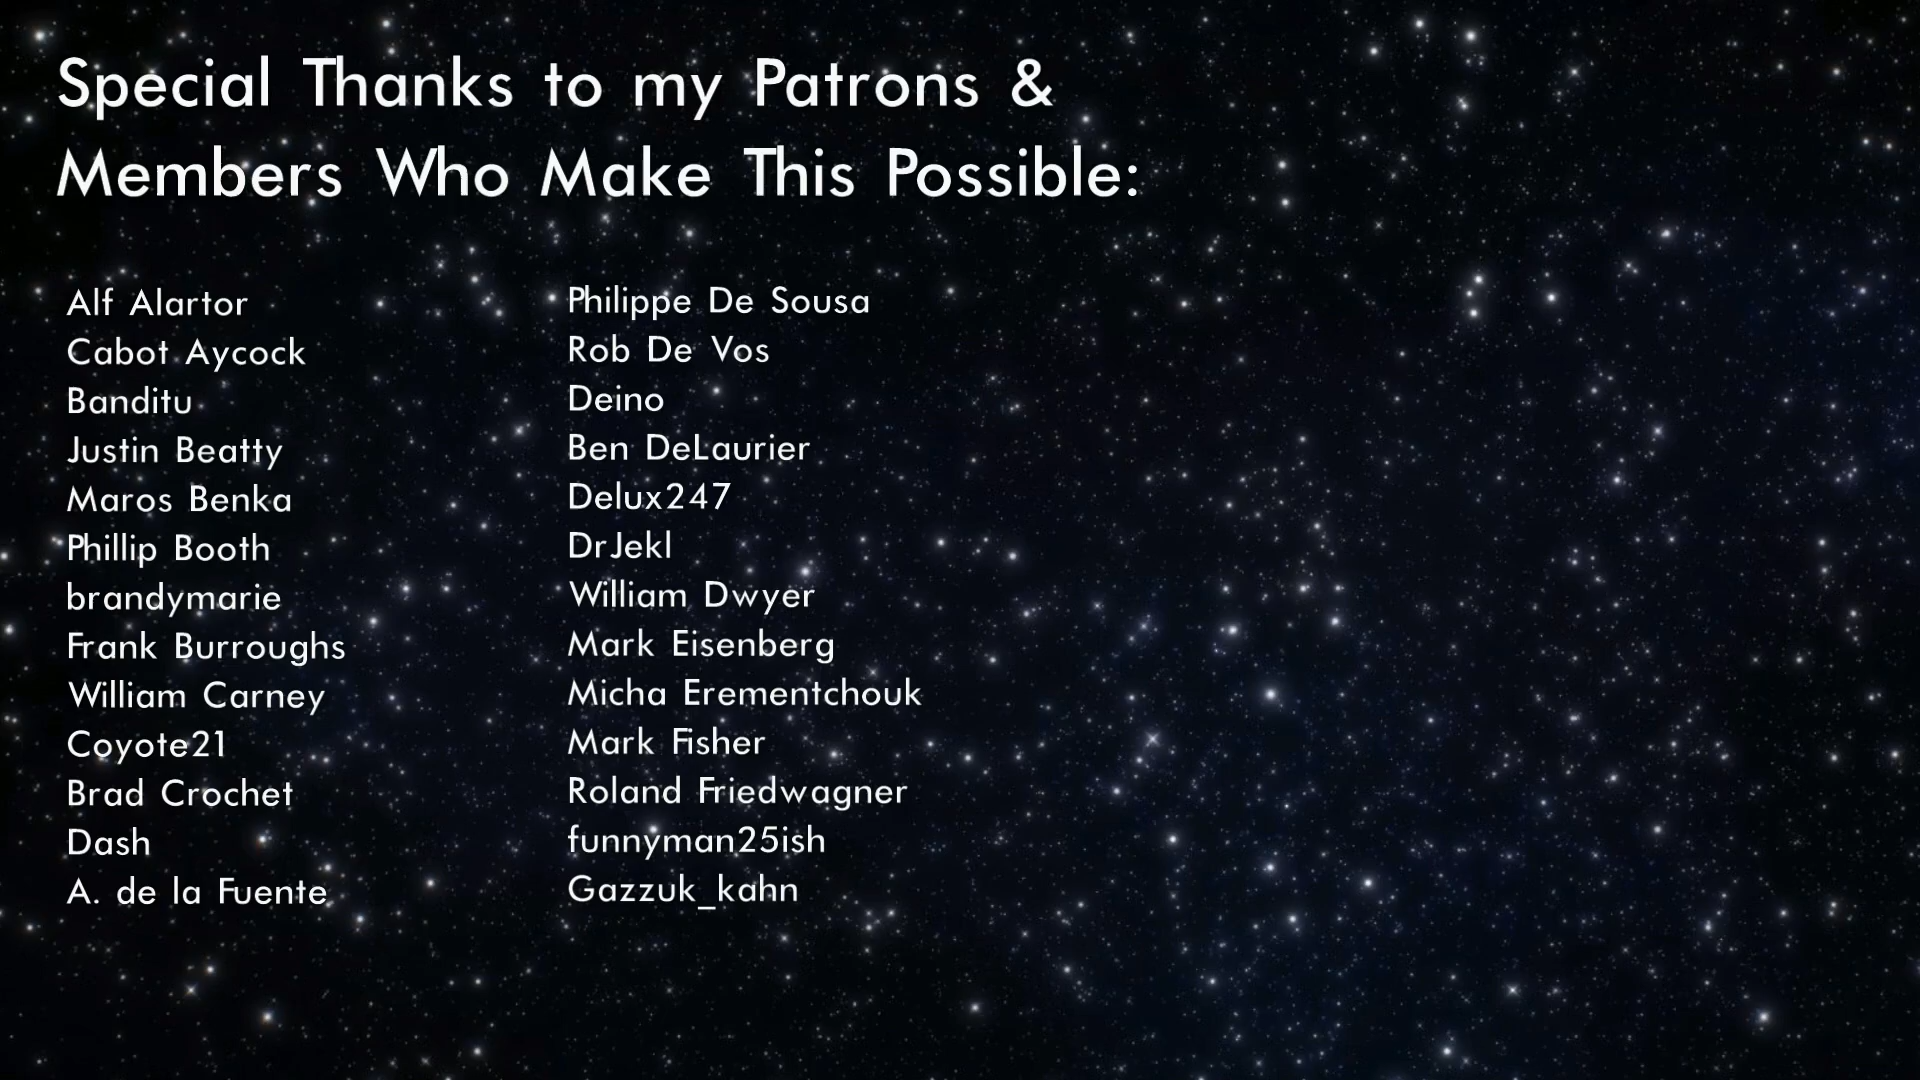 Special Thanks to my Patrons &
Members Who Make This Possible:
Alf Alartor
Cabot Aycock
Banditu
Justin Beatty
Maros Benka
Phillip Booth
brandymarie
Frank Burroughs
William Carney
Coyote21
Brad Crochet
Dash
A. de la Fuente
Philippe De Sousa
Rob De Vos
Deino
Ben DeLaurier
Delux247
DrJekl
William Dwyer
Mark Eisenberg
Micha Erementchouk
Mark Fisher
Roland Friedwagner
funnyman25ish
Gazzuk_kahn